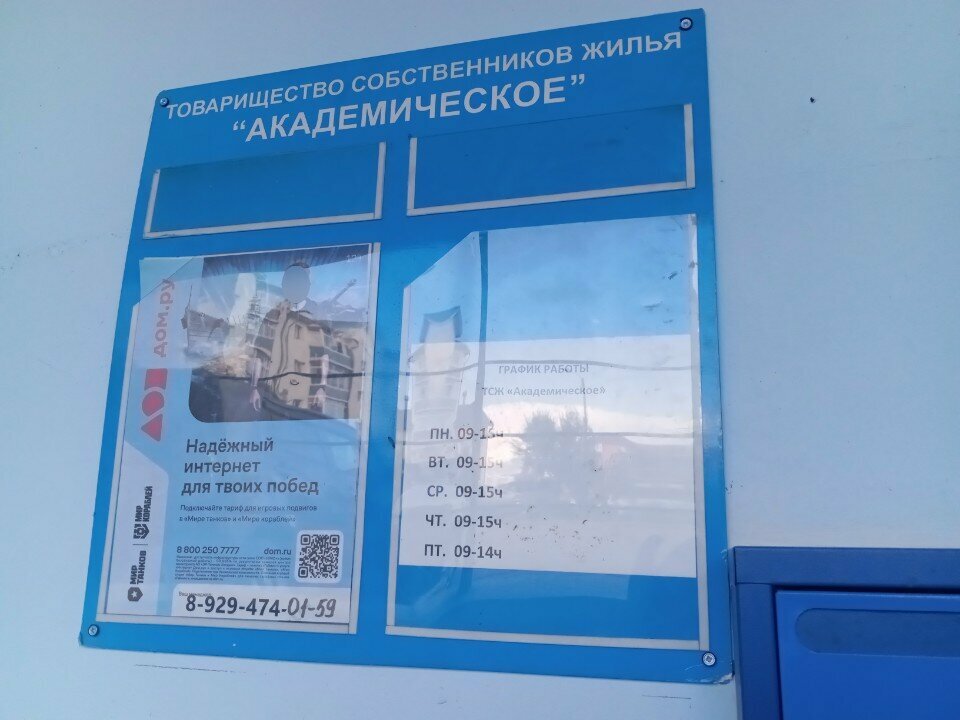 ТОВАРИЩЕСТВО СОБСТВЕННИКОВ ЖИЛЬЯ
“АКАДЕМИЧЕСКОЕ”
дом.ру
Надёжный
интернет
для твоих побед
Подключайте тариф для игровых подвигов
в «Мире танков» и «Мире кораблей»
МИР
ТАНКОВ
МИР
КОРАБЛЕЙ
8 800 250 7777 dom.ru
8-929-474-01-59
ГРАФИК РАБОТЫ
ТСЖ «Академическое»
ПН. 09-15ч
ВТ. 09-15ч
СР. 09-15ч
ЧТ. 09-15ч
ПТ. 09-14ч